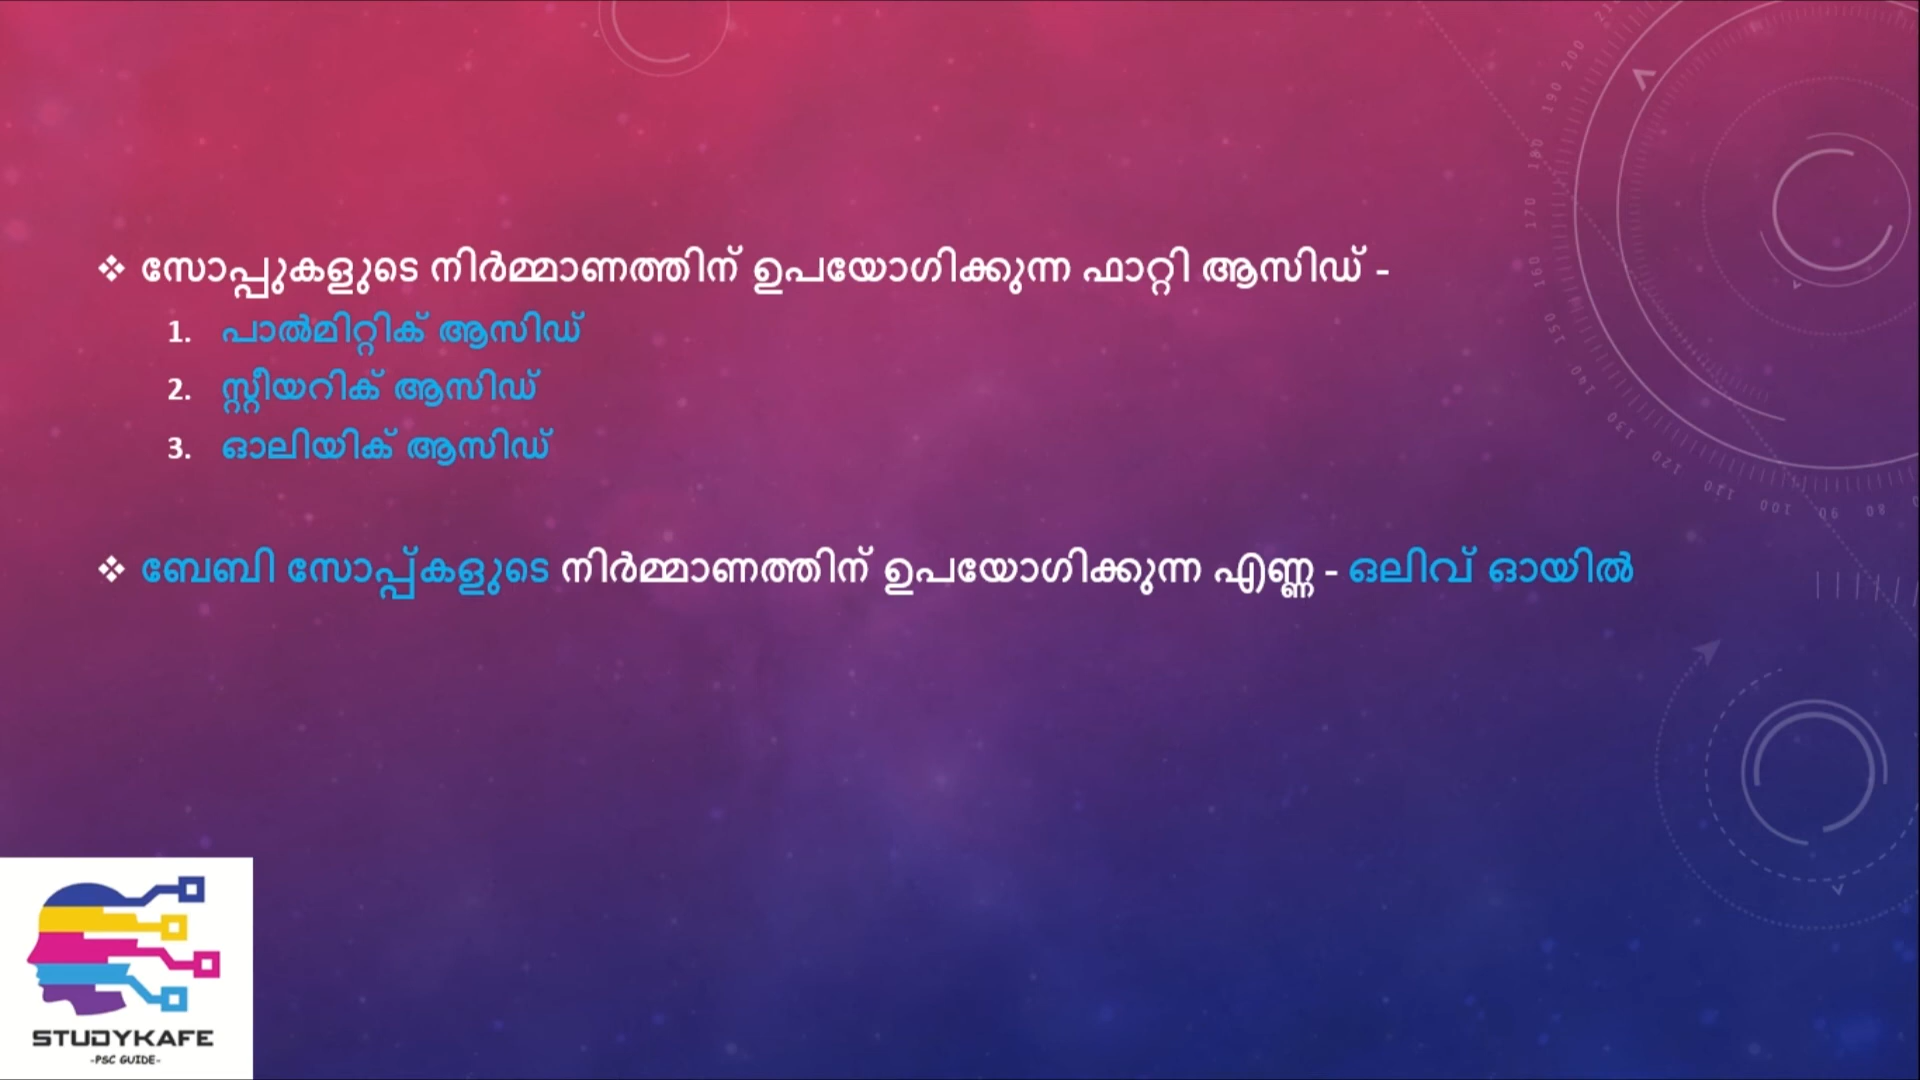 ❖ സോപ്പുകളുടെ നിർമ്മാണത്തിന് ഉപയോഗിക്കുന്ന ഫാറ്റി ആസിഡ് -
1. പാൽമിറ്റിക് ആസിഡ്
2. സ്റ്റീയറിക് ആസിഡ്
3. ഓലിയിക് ആസിഡ്
❖ ബേബി സോപ്പ്കളുടെ നിർമ്മാണത്തിന് ഉപയോഗിക്കുന്ന എണ്ണ - ഒലിവ് ഓയിൽ
STUDYKAFE
-PSC GUIDE-